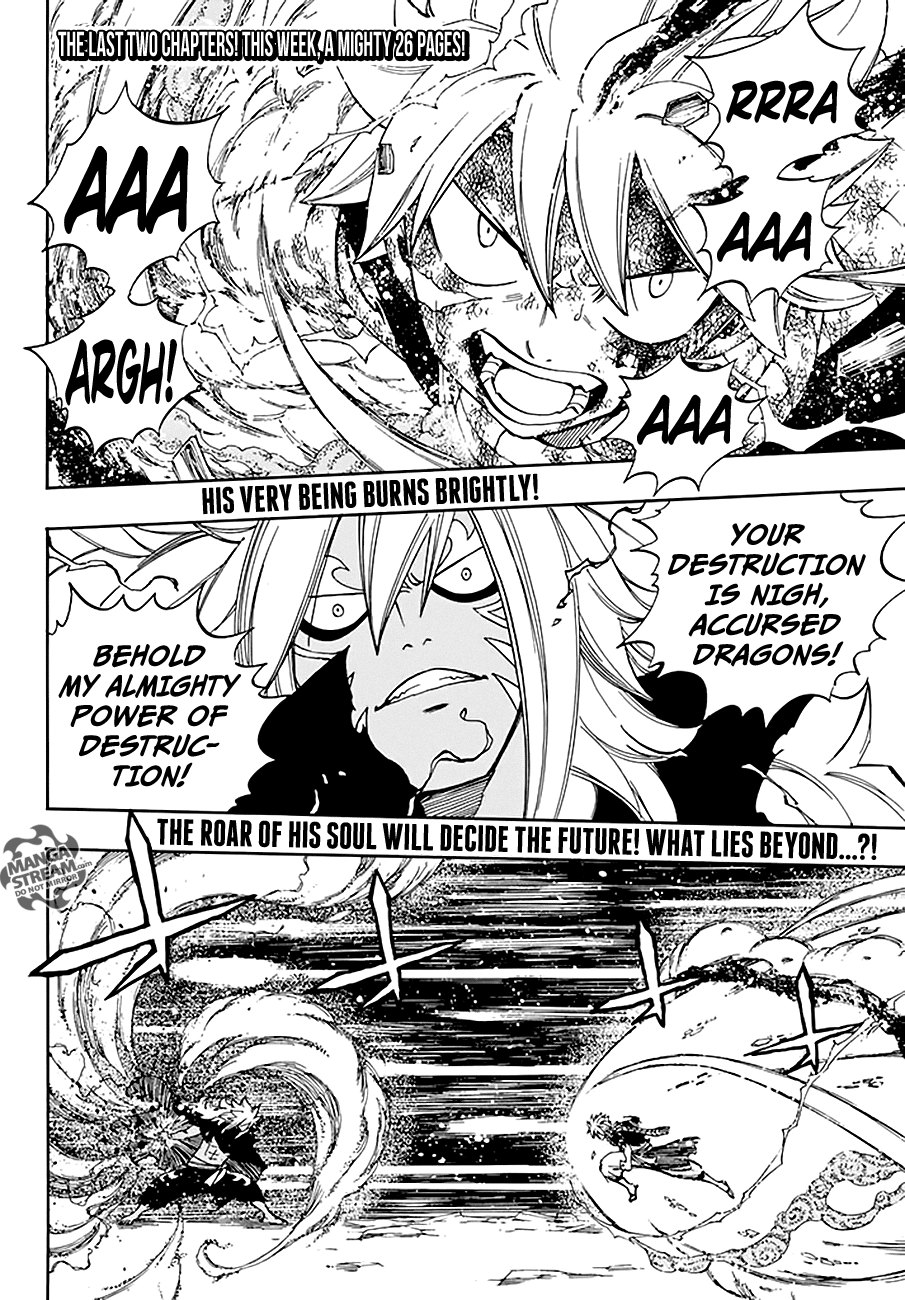 THE LAST TWO CHAPTERS! THIS WEEK, A MIGHTY 26 PAGES!
RRRA
AAA
AAA
AAA
ARGH!
HIS VERY BEING BURNS BRIGHTLY!
YOUR
DESTRUCTION
IS NIGH,
ACCURSED
DRAGONS!
BEHOLD
MY ALMIGHTY
POWER OF
DESTRUC-
TION!
THE ROAR OF HIS SOUL WILL DECIDE THE FUTURE! WHAT LIES BEYOND...?!
MANGA
STREAM.com
DO NOT MIRROR